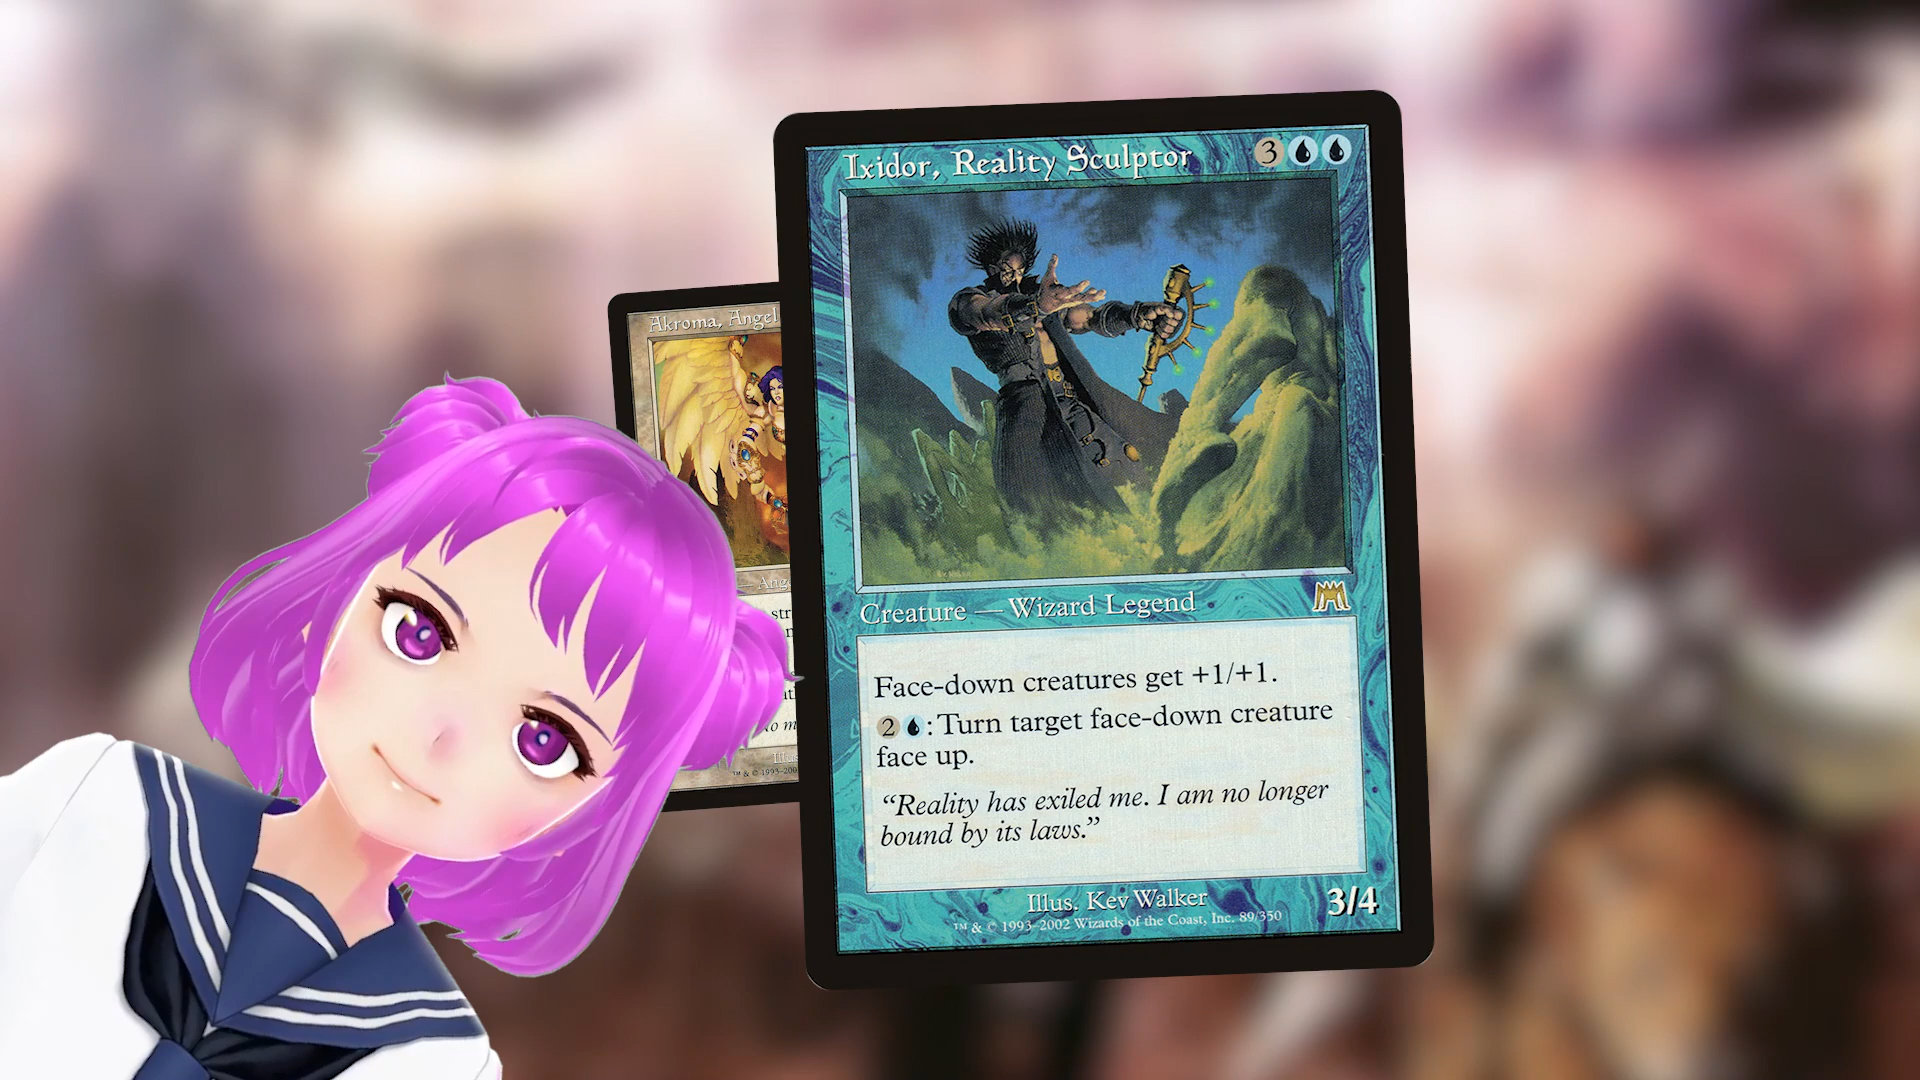 Ixidor, Reality Sculptor 3
Akroma, Angel
Creature — Wizard Legend
Face-down creatures get +1/+1.
2 : Turn target face-down creature
face up.
“Reality has exiled me. I am no longer
bound by its laws.”
Illus. Kev Walker
™ & © 1993–2002 Wizards of the Coast, Inc. 89/350
3/4